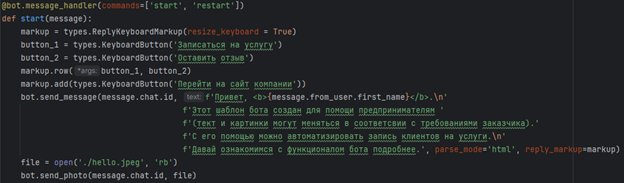 @bot.message_handler(commands=['start', 'restart'])
def start(message):
    markup = types.ReplyKeyboardMarkup(resize_keyboard = True)
    button_1 = types.KeyboardButton('Записаться на услугу')
    button_2 = types.KeyboardButton('Оставить отзыв')
    markup.row( *args: button_1, button_2)
    markup.add(types.KeyboardButton('Перейти на сайт компании'))
    bot.send_message(message.chat.id, text: f'Привет, <b>{message.from_user.first_name}</b>.\n'
                                      f'Этот шаблон бота создан для помощи предпринимателям '
                                      f'(текст и картинки могут меняться в соответсвии с требованиями заказчика).'
                                      f'С его помощью можно автоматизировать запись клиентов на услуги.\n'
                                      f'Давай ознакомимся с функционалом бота подробнее.', parse_mode='html', reply_markup=markup)
    file = open('./hello.jpeg', 'rb')
    bot.send_photo(message.chat.id, file)